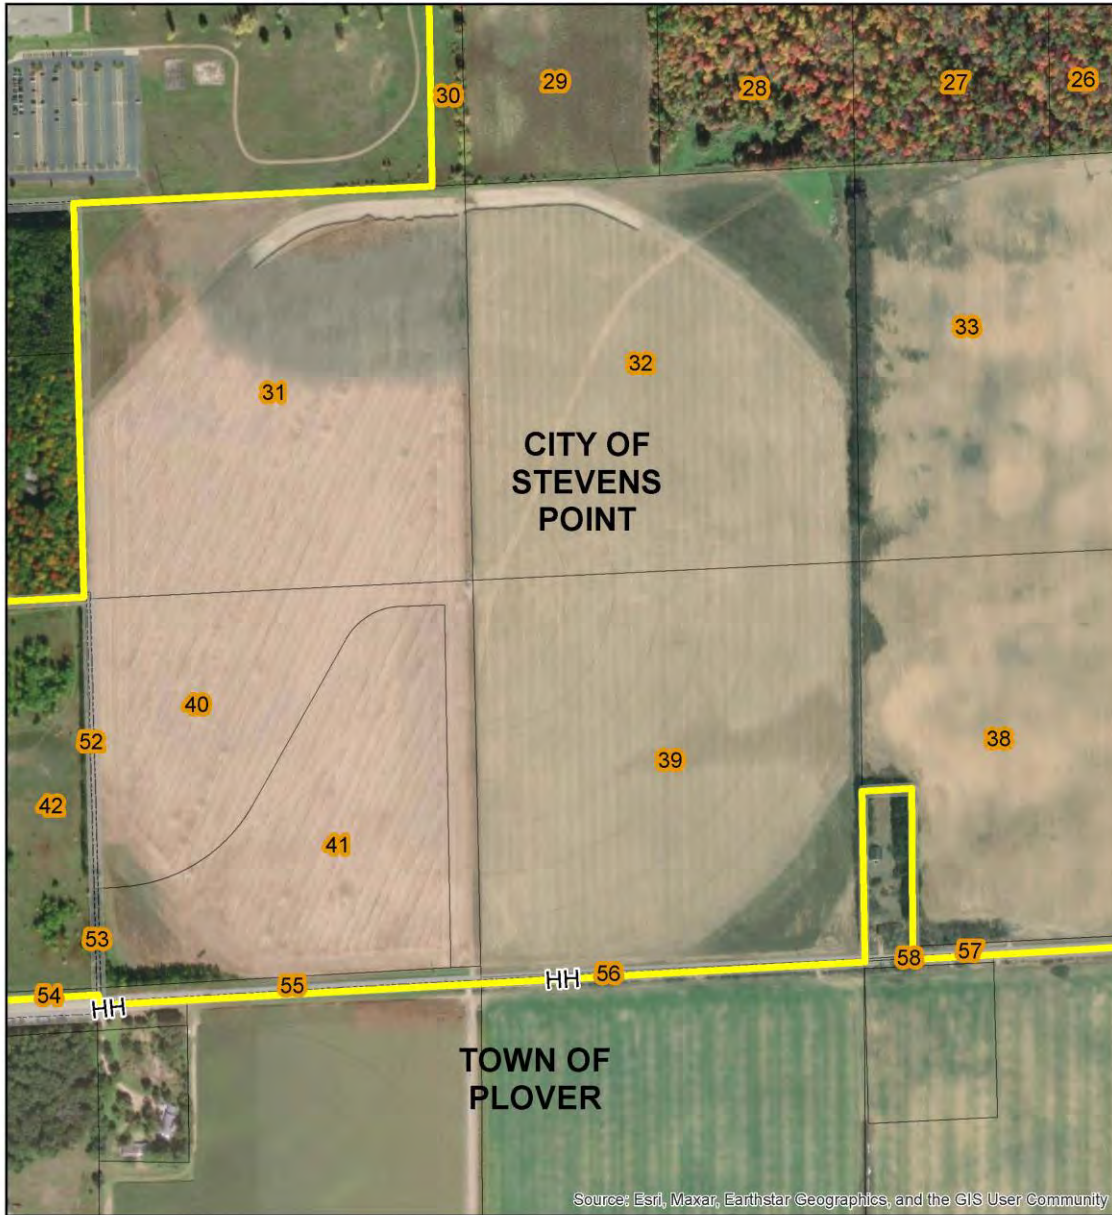 30
29
28
27
26
31
32
33
CITY OF
STEVENS
POINT
40
52
42
41
39
38
53
54
HH
55
HH
56
58
57
TOWN OF
PLOVER
Source: Esri, Maxar, Earthstar Geographics, and the GIS User Community